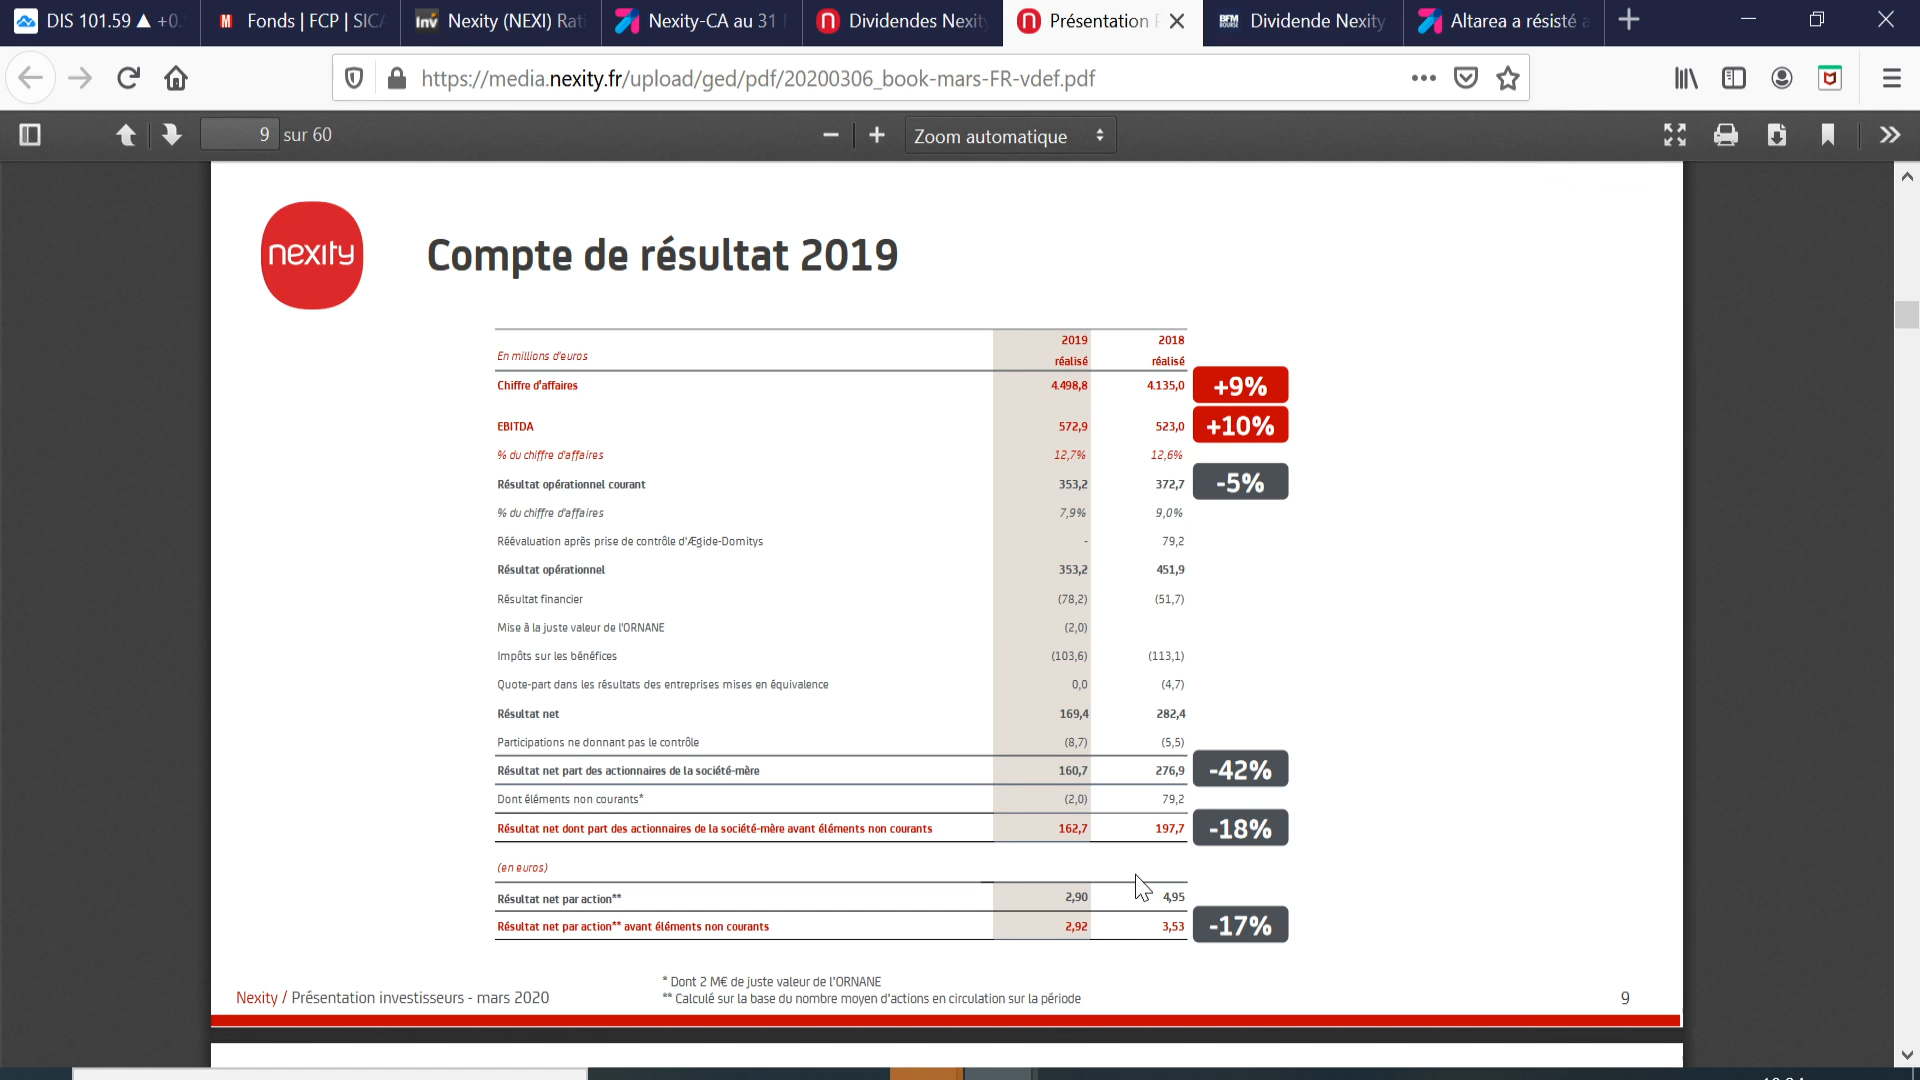 DIS 101.59 ▲ +0.
Fonds | FCP | SICA
Nexity (NEXI) Rati
Nexity-CA au 31
Dividendes Nexity
Présentation
Dividende Nexity
Altarea a résisté a
https://media.nexity.fr/upload/ged/pdf/20200306_book-mars-FR-vdef.pdf
9 sur 60
Zoom automatique
nexity
Compte de résultat 2019
En millions d'euros
2019 réalisé
2018 réalisé
Chiffre d'affaires 4.498,8 4.135,0 +9%
EBITDA 572,9 523,0 +10%
% du chiffre d'affaires 12,7% 12,6%
Résultat opérationnel courant 353,2 372,7 -5%
% du chiffre d'affaires 7,9% 9,0%
Réévaluation après prise de contrôle d'Ægide-Domitys - 79,2
Résultat opérationnel 353,2 451,9
Résultat financier (78,2) (51,7)
Mise à la juste valeur de l'ORNANE (2,0)
Impôts sur les bénéfices (103,6) (113,1)
Quote-part dans les résultats des entreprises mises en équivalence 0,0 (4,7)
Résultat net 169,4 282,4
Participations ne donnant pas le contrôle (8,7) (5,5)
Résultat net part des actionnaires de la société-mère 160,7 276,9 -42%
Dont éléments non courants* (2,0) 79,2
Résultat net dont part des actionnaires de la société-mère avant éléments non courants 162,7 197,7 -18%
(en euros)
Résultat net par action** 2,90 4,95
Résultat net par action** avant éléments non courants 2,92 3,53 -17%
* Dont 2 M€ de juste valeur de l'ORNANE
** Calculé sur la base du nombre moyen d'actions en circulation sur la période
Nexity / Présentation investisseurs - mars 2020
9